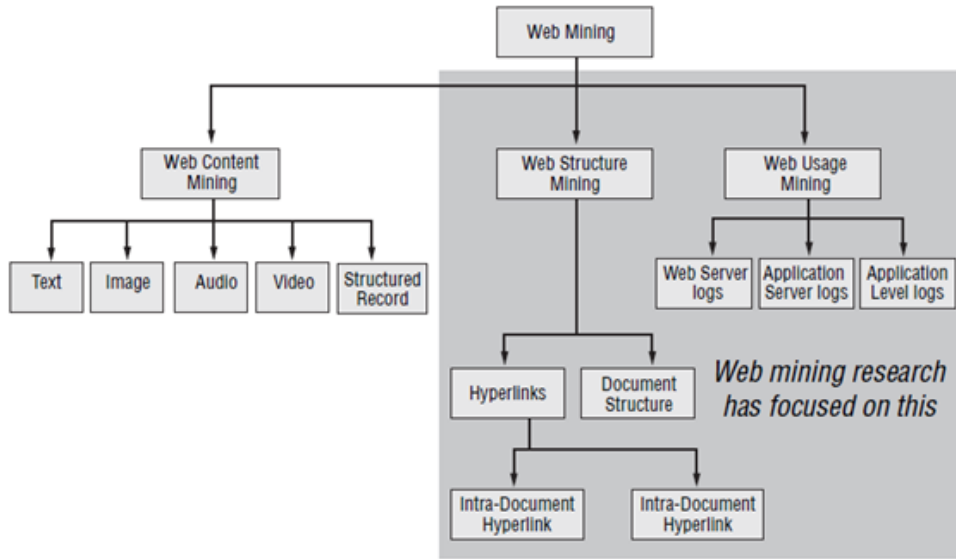 Web Mining
Web Content
Mining
Web Structure
Mining
Web Usage
Mining
Text
Image
Audio
Video
Structured
Record
Web Server
logs
Application
Server logs
Application
Level logs
Hyperlinks
Document
Structure
Web mining research
has focused on this
Intra-Document
Hyperlink
Intra-Document
Hyperlink